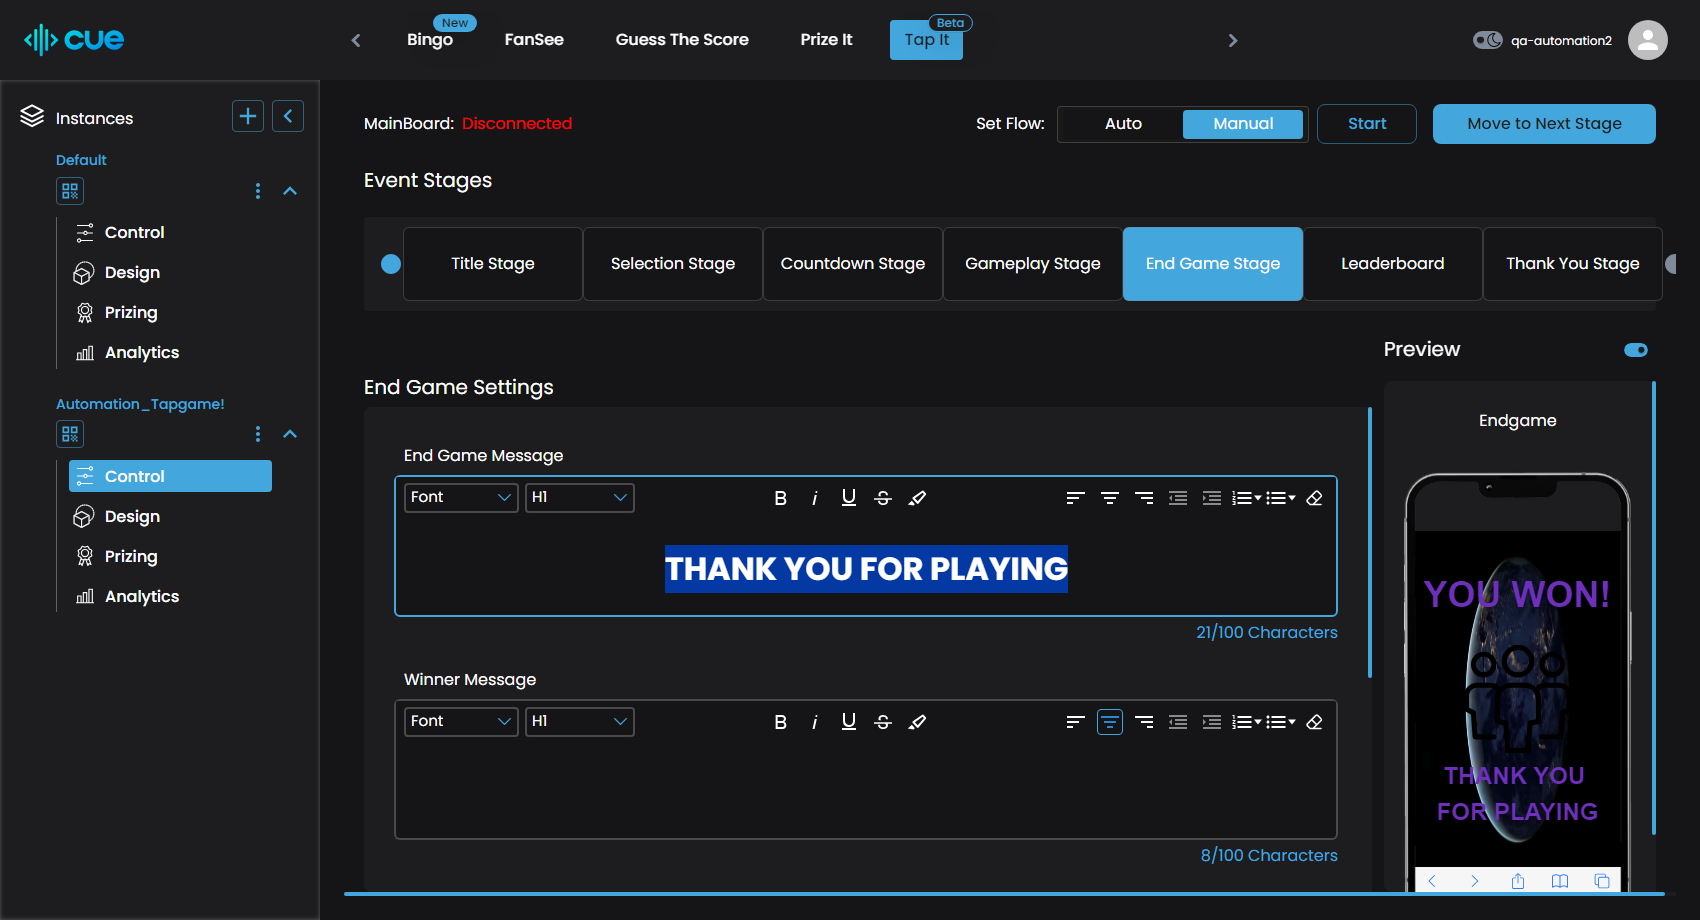 cue
Bingo
New
FanSee
Guess The Score
Prize It
Tap It
Beta
qa-automation2
Instances
Default
Control
Design
Prizing
Analytics
Automation_Tapgame!
Control
Design
Prizing
Analytics
MainBoard: Disconnected
Set Flow: Auto Manual
Start
Move to Next Stage
Event Stages
Title Stage
Selection Stage
Countdown Stage
Gameplay Stage
End Game Stage
Leaderboard
Thank You Stage
End Game Settings
End Game Message
Font
H1
B i U S
THANK YOU FOR PLAYING
21/100 Characters
Winner Message
Font
H1
B i U S
8/100 Characters
Preview
Endgame
YOU WON!
THANK YOU
FOR PLAYING